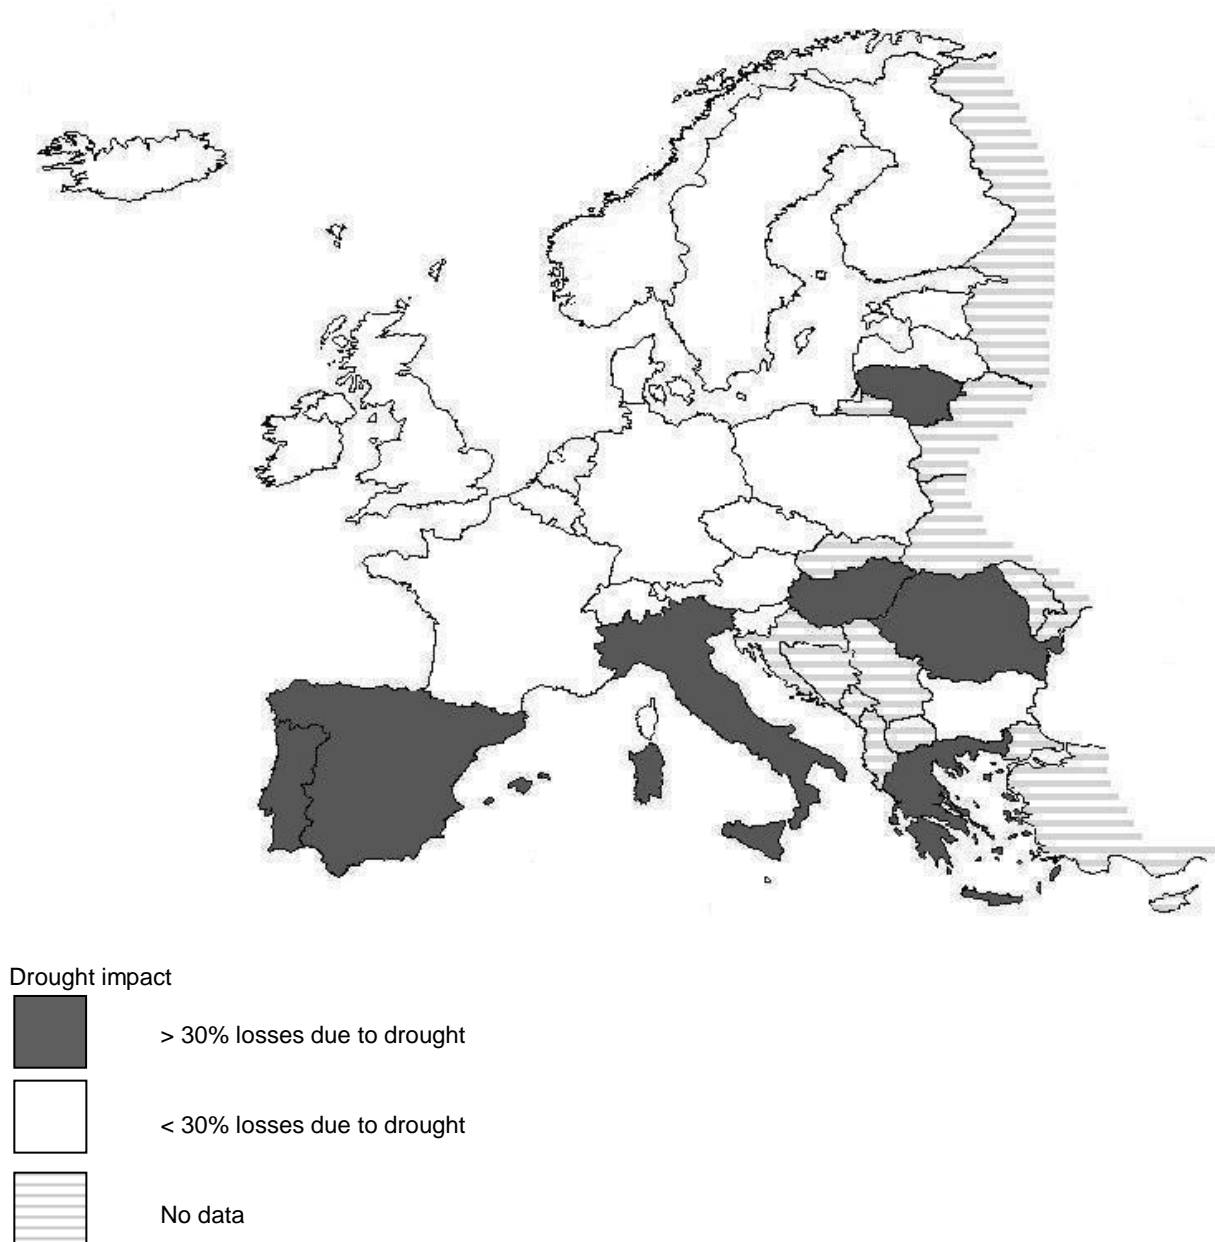 Drought impact
> 30% losses due to drought
< 30% losses due to drought
No data